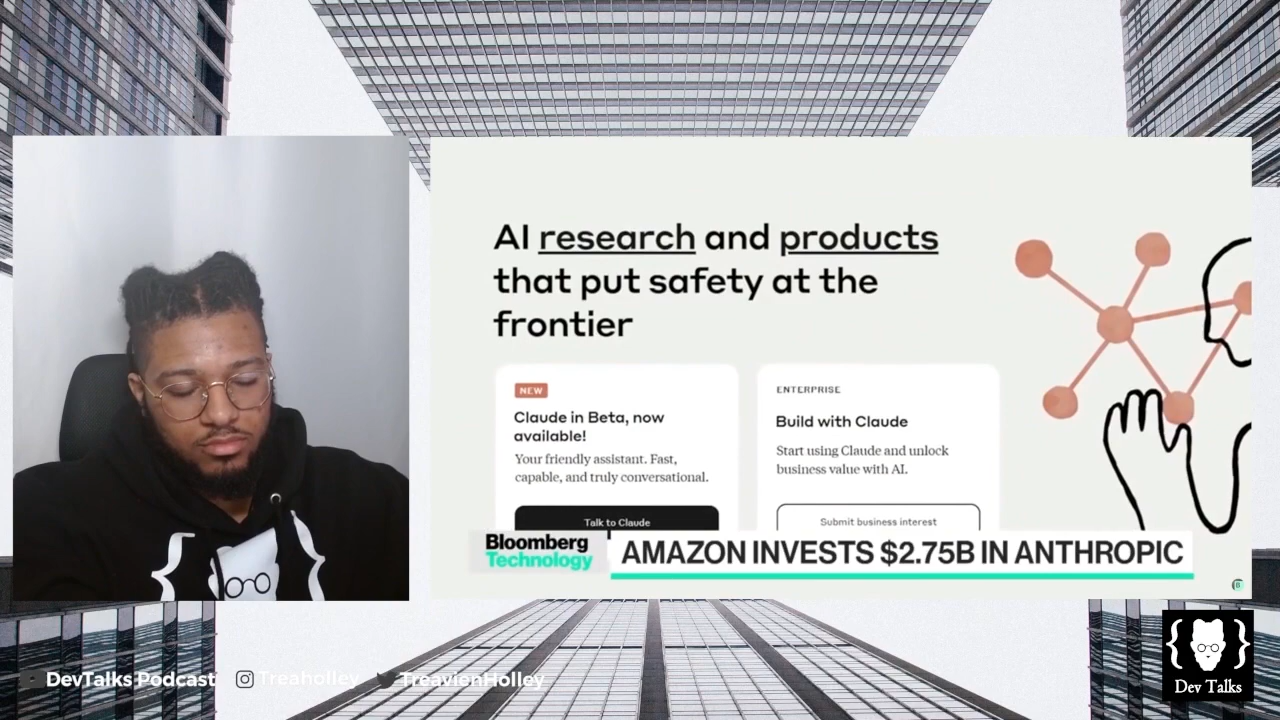 AI research and products
that put safety at the
frontier
NEW
Claude in Beta, now
available!
Your friendly assistant. Fast,
capable, and truly conversational.
Talk to Claude
ENTERPRISE
Build with Claude
Start using Claude and unlock
business value with AI.
Submit business interest
Bloomberg
Technology
AMAZON INVESTS $2.75B IN ANTHROPIC
DevTalks Podcast
Treaholley
TreavienHolley
Dev Talks